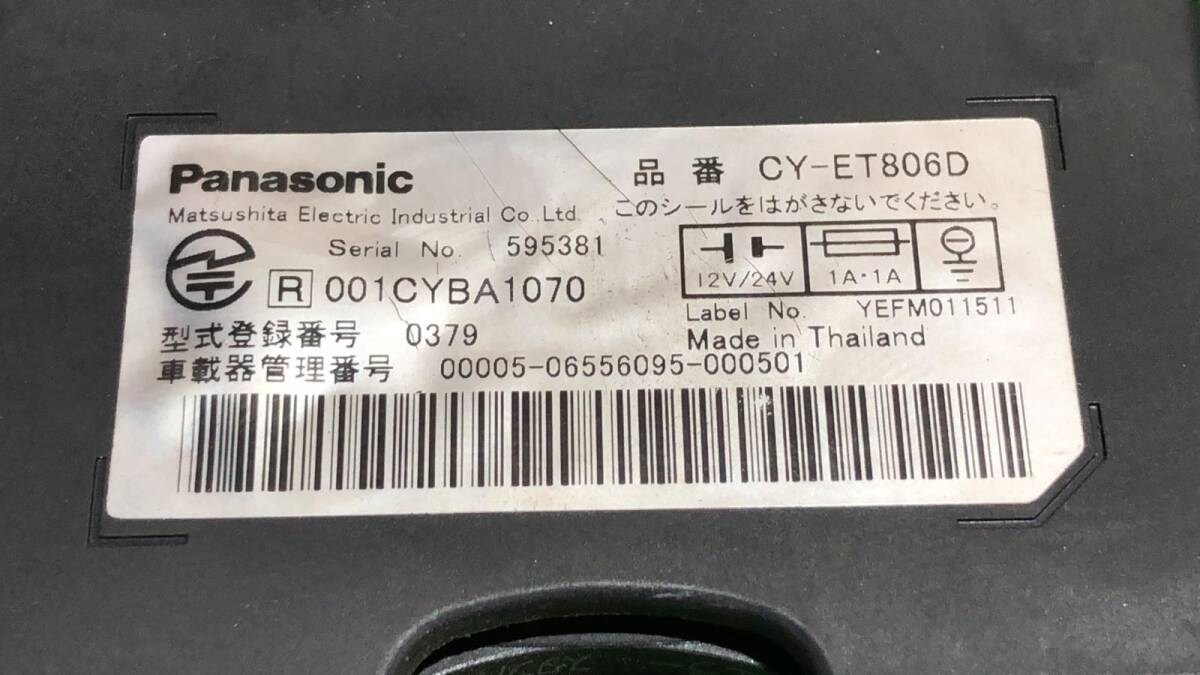 Panasonic
品番 CY-ET806D
Matsushita Electric Industrial Co.,Ltd.
このシールをはがさないでください。
Serial No. 595381
R 001CYBA1070
12V/24V
1A・1A
Label No. YEFM011511
型式登録番号 0379
Made in Thailand
車載器管理番号 00005-06556095-000501